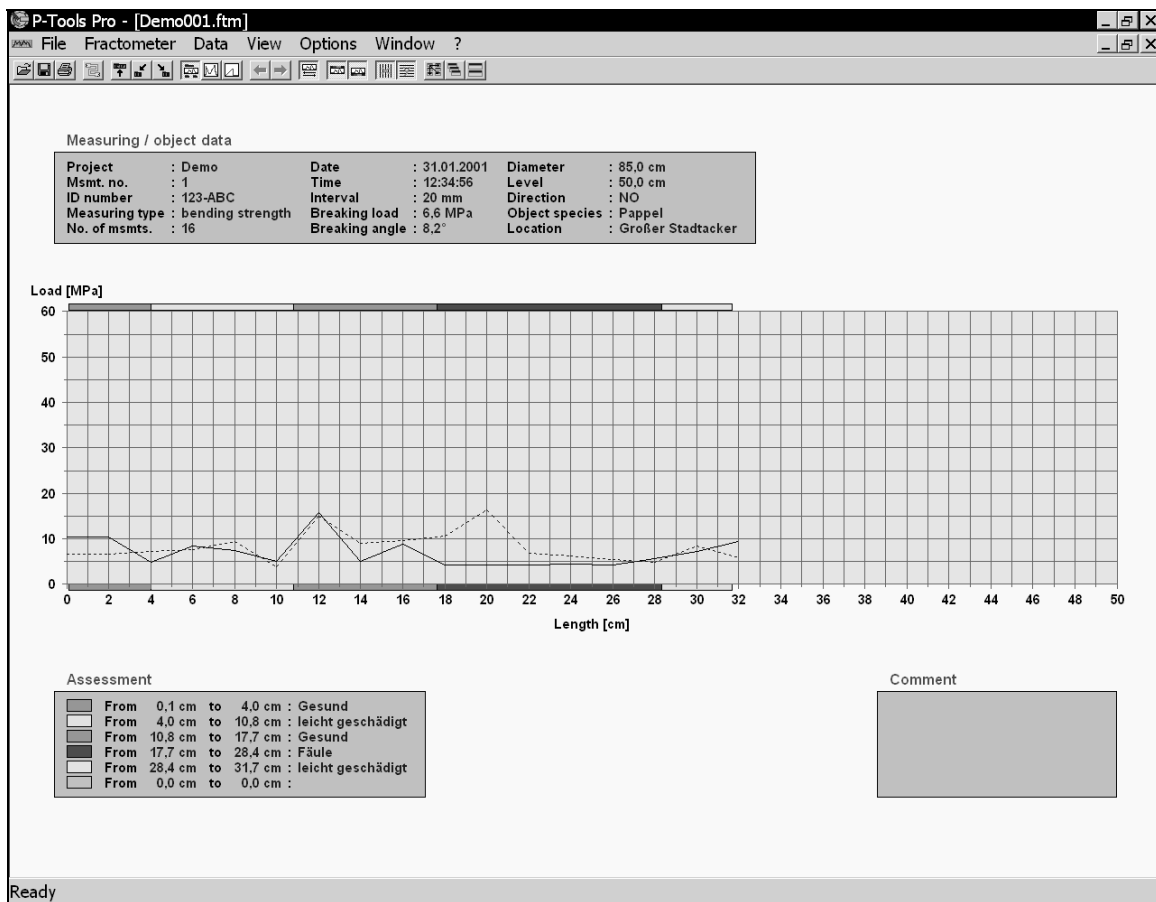 P-Tools Pro - [Demo001.ftm]
File Fractometer Data View Options Window ?
Measuring / object data
Project : Demo Date : 31.01.2001 Diameter : 85,0 cm
Msmt. no. : 1 Time : 12:34:56 Level : 50,0 cm
ID number : 123-ABC Interval : 20 mm Direction : NO
Measuring type : bending strength Breaking load : 6,6 MPa Object species : Pappel
No. of msmts. : 16 Breaking angle : 8,2° Location : Großer Stadtacker
Load [MPa]
60
50
40
30
20
10
0
0 2 4 6 8 10 12 14 16 18 20 22 24 26 28 30 32 34 36 38 40 42 44 46 48 50
Length [cm]
Assessment
From 0,1 cm to 4,0 cm : Gesund
From 4,0 cm to 10,8 cm : leicht geschädigt
From 10,8 cm to 17,7 cm : Gesund
From 17,7 cm to 28,4 cm : Fäule
From 28,4 cm to 31,7 cm : leicht geschädigt
From 0,0 cm to 0,0 cm :
Comment
Ready